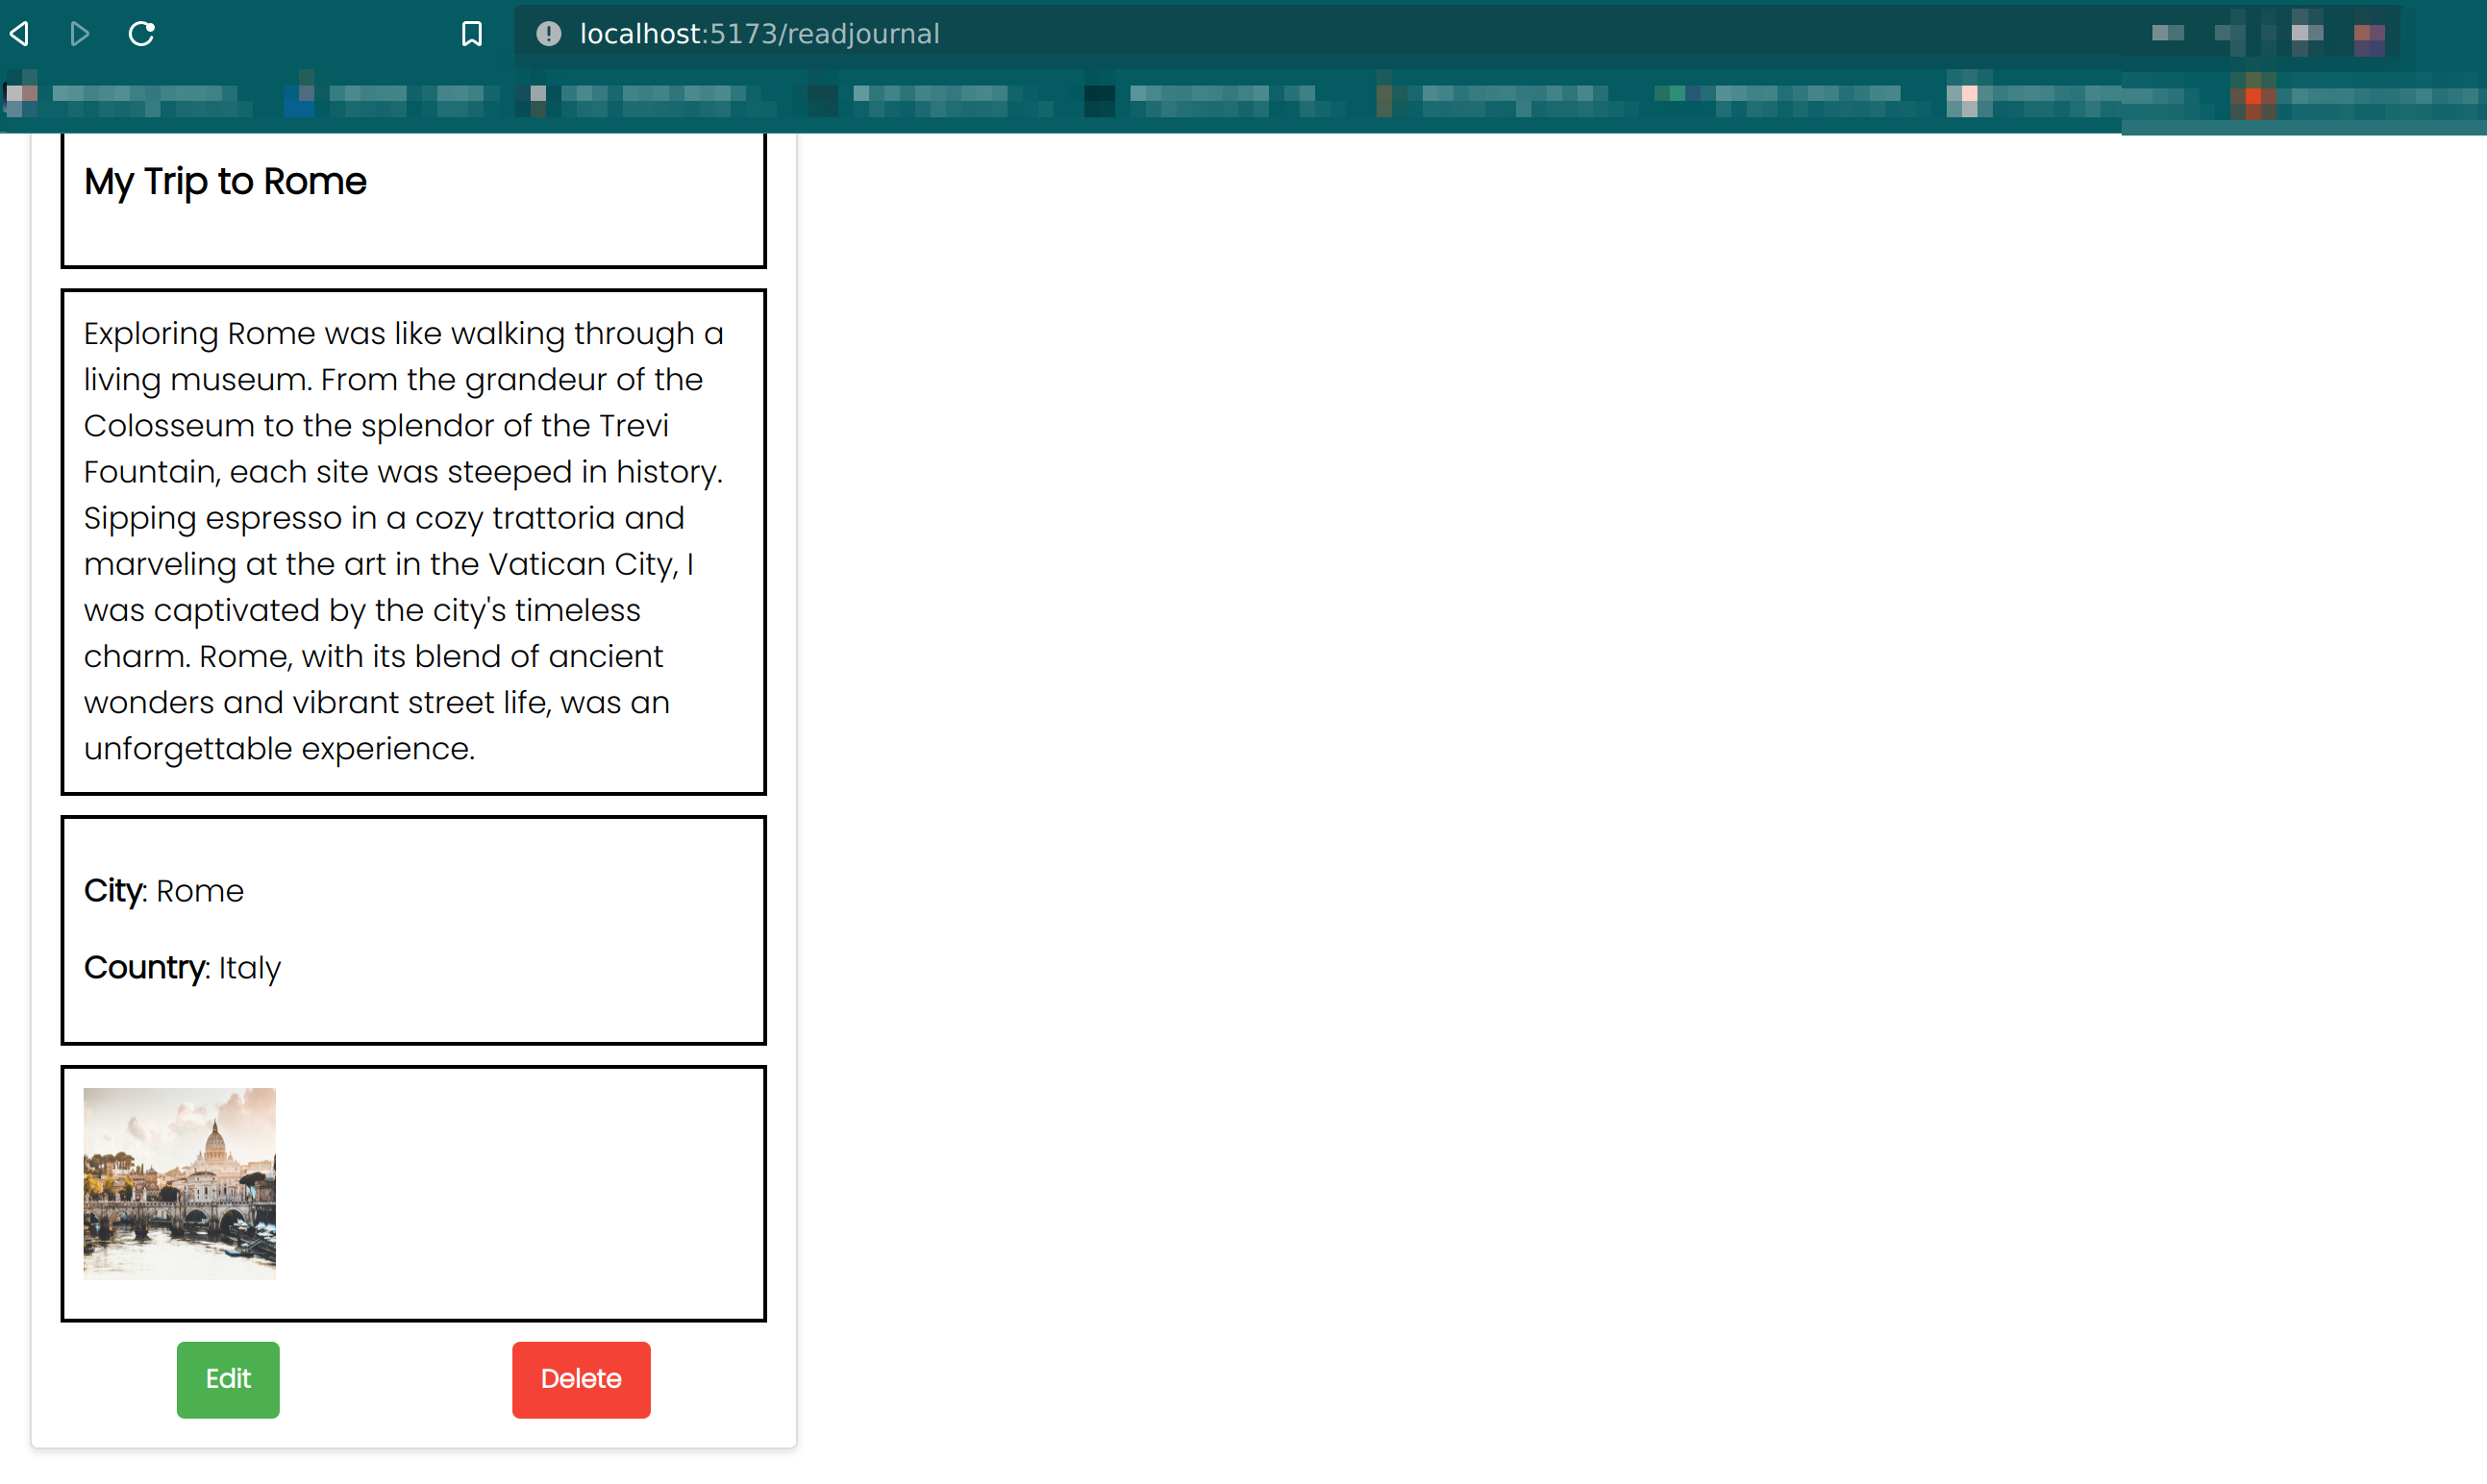 localhost:5173/readjournal
My Trip to Rome
Exploring Rome was like walking through a
living museum. From the grandeur of the
Colosseum to the splendor of the Trevi
Fountain, each site was steeped in history.
Sipping espresso in a cozy trattoria and
marveling at the art in the Vatican City, I
was captivated by the city's timeless
charm. Rome, with its blend of ancient
wonders and vibrant street life, was an
unforgettable experience.
City: Rome
Country: Italy
Edit
Delete